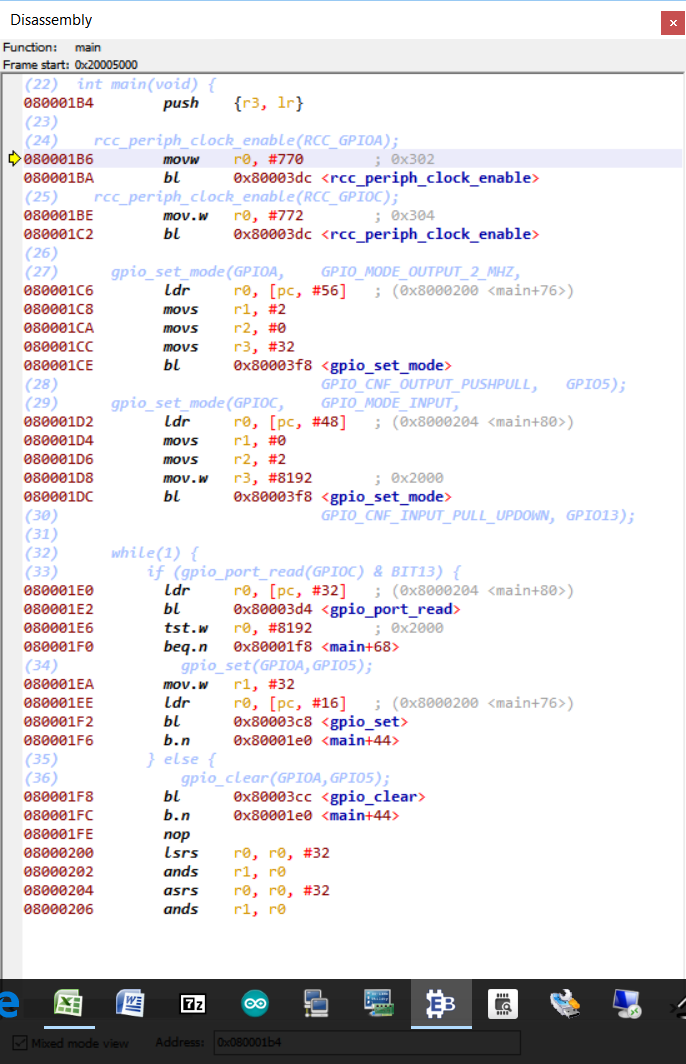 Disassembly
Function: main
Frame start: 0x20005000
(22) int main(void) {
080001B4 push {r3, lr}
(23)
(24) rcc_periph_clock_enable(RCC_GPIOA);
080001B6 movw r0, #770 ; 0x302
080001BA bl 0x80003dc <rcc_periph_clock_enable>
(25) rcc_periph_clock_enable(RCC_GPIOC);
080001BE mov.w r0, #772 ; 0x304
080001C2 bl 0x80003dc <rcc_periph_clock_enable>
(26)
(27) gpio_set_mode(GPIOA, GPIO_MODE_OUTPUT_2_MHZ,
080001C6 ldr r0, [pc, #56] ; (0x8000200 <main+76>)
080001C8 movs r1, #2
080001CA movs r2, #0
080001CC movs r3, #32
080001CE bl 0x80003f8 <gpio_set_mode>
(28) GPIO_CNF_OUTPUT_PUSHPULL, GPIO5);
(29) gpio_set_mode(GPIOC, GPIO_MODE_INPUT,
080001D2 ldr r0, [pc, #48] ; (0x8000204 <main+80>)
080001D4 movs r1, #0
080001D6 movs r2, #2
080001D8 mov.w r3, #8192 ; 0x2000
080001DC bl 0x80003f8 <gpio_set_mode>
(30) GPIO_CNF_INPUT_PULL_UPDOWN, GPIO13);
(31)
(32) while(1) {
(33) if (gpio_port_read(GPIOC) & BIT13) {
080001E0 ldr r0, [pc, #32] ; (0x8000204 <main+80>)
080001E2 bl 0x80003d4 <gpio_port_read>
080001E6 tst.w r0, #8192 ; 0x2000
080001F0 beq.n 0x80001f8 <main+68>
(34) gpio_set(GPIOA,GPIO5);
080001EA mov.w r1, #32
080001EE ldr r0, [pc, #16] ; (0x8000200 <main+76>)
080001F2 bl 0x80003c8 <gpio_set>
080001F6 b.n 0x80001e0 <main+44>
(35) } else {
(36) gpio_clear(GPIOA,GPIO5);
080001F8 bl 0x80003cc <gpio_clear>
080001FC b.n 0x80001e0 <main+44>
080001FE nop
08000200 lsrs r0, r0, #32
08000202 ands r1, r0
08000204 asrs r0, r0, #32
08000206 ands r1, r0
7z
EB
Mixed mode view Address: 0x080001b4